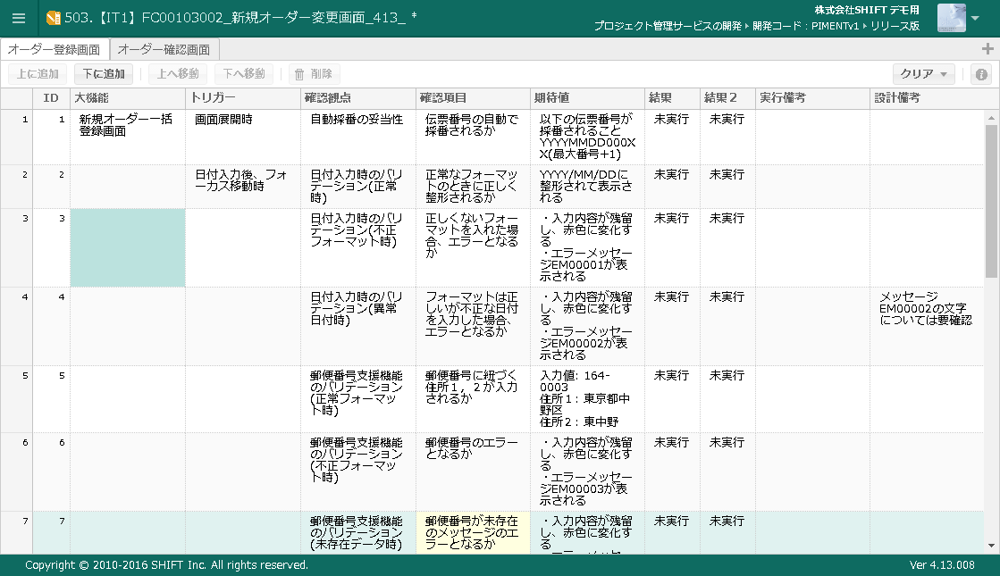 503.【IT1】FC00103002_新規オーダー変更画面_413_ *
株式会社SHIFT デモ用
プロジェクト管理サービスの開発 ▸ 開発コード：PIMENTv1 ▸ リリース版
オーダー登録画面 オーダー確認画面
上に追加 下に追加 上へ移動 下へ移動 削除 クリア
ID 大機能 トリガー 確認観点 確認項目 期待値 結果 結果２ 実行備考 設計備考
1 1
新規オーダー一括
登録画面
画面展開時
自動採番の妥当性
伝票番号の自動で
採番されるか
以下の伝票番号が
採番されること
YYYYMMDD000X
X(最大番号+1)
未実行 未実行
2 2
日付入力後、フォ
ーカス移動時
日付入力時のバリ
テーション(正常
時)
正常なフォーマッ
トのときに正しく
整形されるか
YYYY/MM/DDに
整形されて表示さ
れる
未実行 未実行
3 3
日付入力時のバリ
テーション(不正
フォーマット時)
正しくないフォー
マットを入れた場
合、エラーとなる
か
・入力内容が残留
し、赤色に変化す
る
・エラーメッセー
ジEM00001が表
示される
未実行 未実行
4 4
日付入力時のバリ
テーション(異常
日付時)
フォーマットは正
しいが不正な日付
を入力した場合、
エラーとなるか
・入力内容が残留
し、赤色に変化す
る
・エラーメッセー
ジEM00002が表
示される
未実行 未実行
メッセージ
EM00002の文字
については要確認
5 5
郵便番号支援機能
のバリテーション
(正常フォーマッ
ト時)
郵便番号に紐づく
住所１，２が入力
されるか
入力値: 164-
0003
住所1：東京都中
野区
住所2：東中野
未実行 未実行
6 6
郵便番号支援機能
のバリデーション
(不正フォーマッ
ト時)
郵便番号のエラー
となるか
・入力内容が残留
し、赤色に変化す
る
・エラーメッセー
ジEM00003が表
示される
未実行 未実行
7 7
郵便番号支援機能
のバリテーション
(未存在データ時)
郵便番号が未存在
のメッセージのエ
ラーとなるか
・入力内容が残留
し、赤色に変化す
る
・エラーメッセー
未実行 未実行
Copyright © 2010-2016 SHIFT Inc. All rights reserved.
Ver 4.13.008